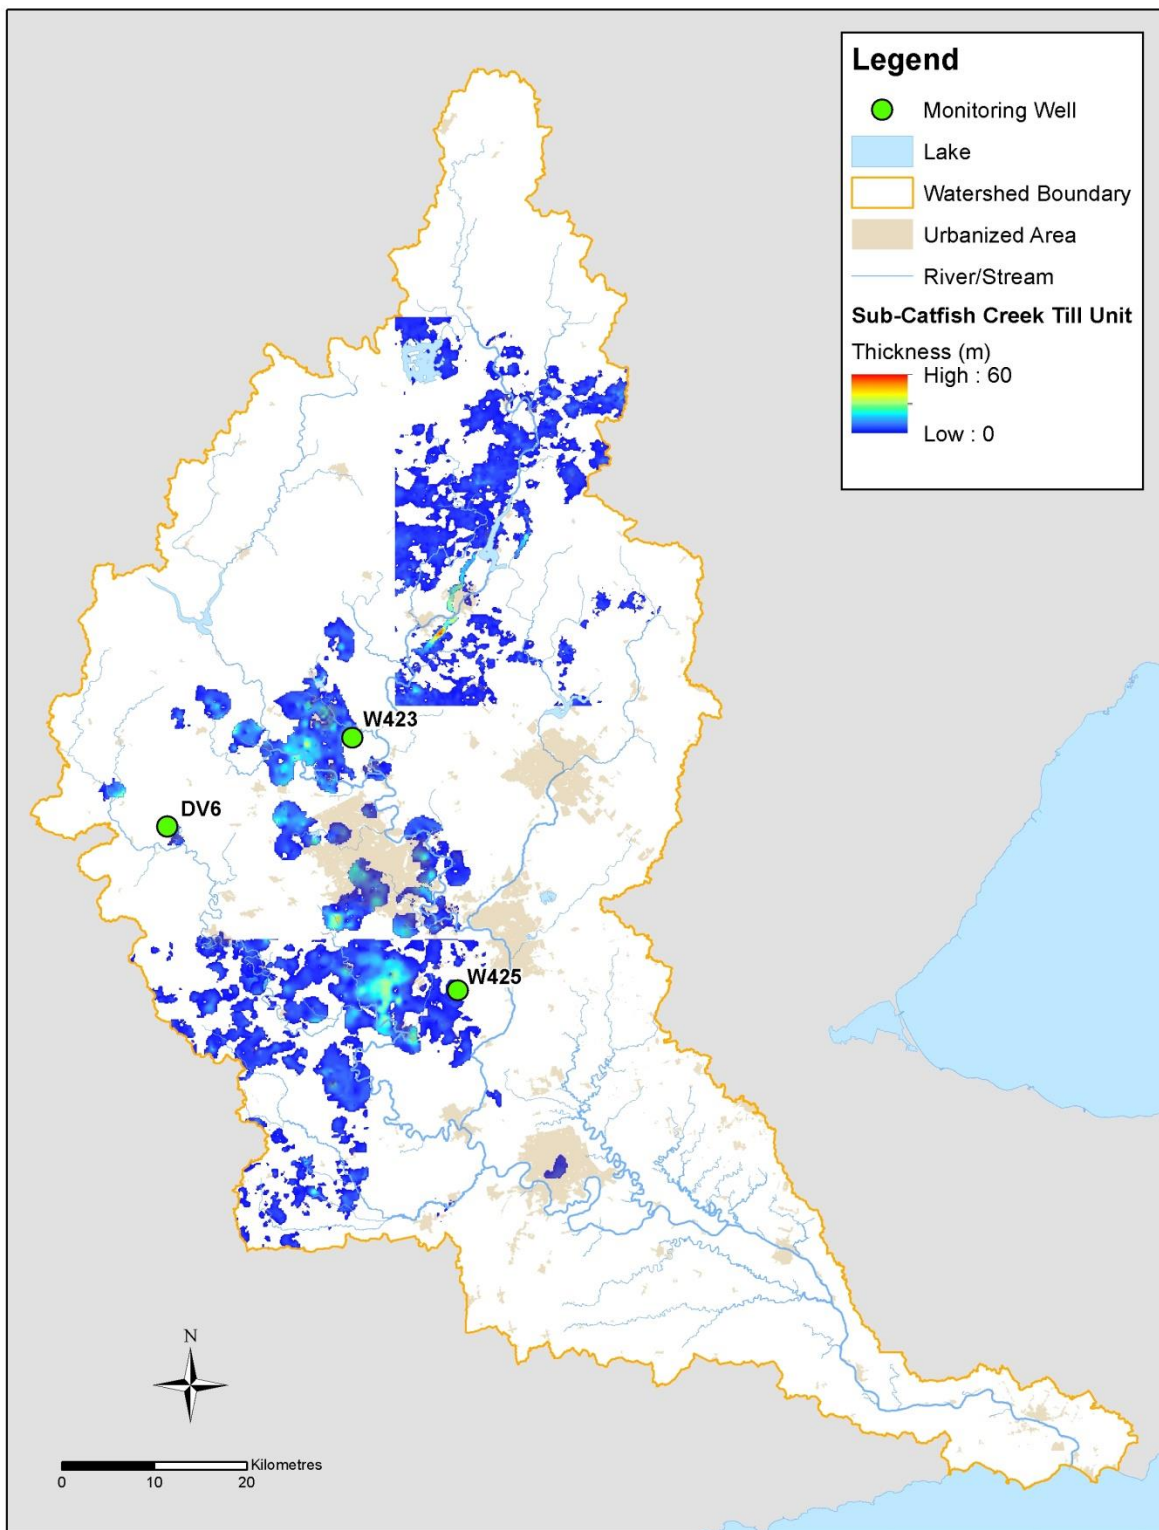 Legend
Monitoring Well
Lake
Watershed Boundary
Urbanized Area
River/Stream
Sub-Catfish Creek Till Unit
Thickness (m)
High : 60
Low : 0
W423
DV6
W425
N
Kilometres
0 10 20